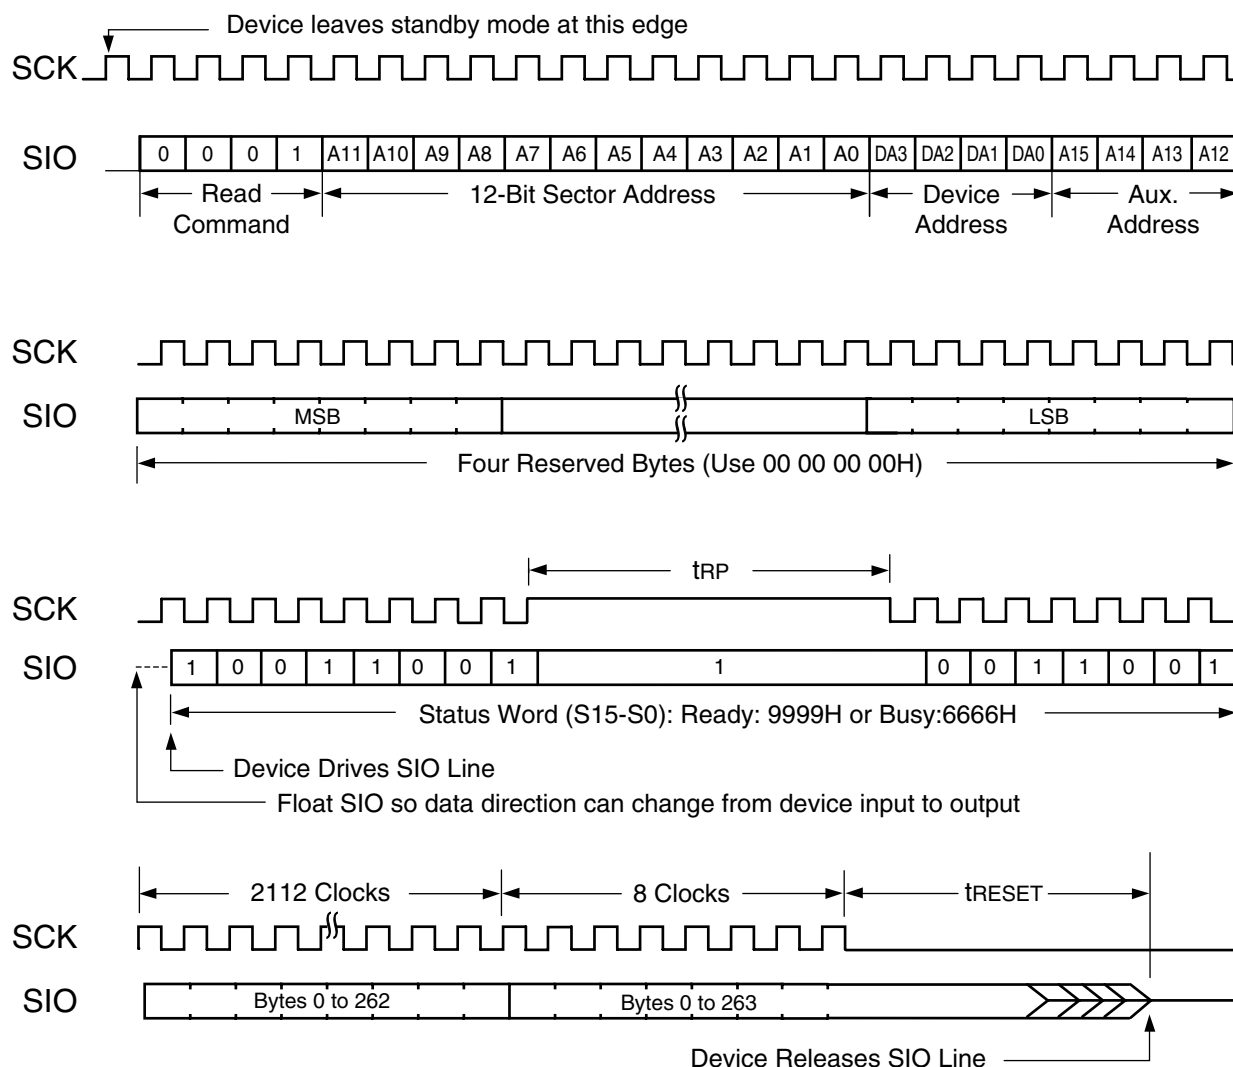 Device leaves standby mode at this edge
SCK
SIO 0 0 0 1 A11 A10 A9 A8 A7 A6 A5 A4 A3 A2 A1 A0 DA3 DA2 DA1 DA0 A15 A14 A13 A12
Read Command 12-Bit Sector Address Device Address Aux. Address
SCK
SIO MSB LSB
Four Reserved Bytes (Use 00 00 00 00H)
tRP
SCK
SIO 1 0 0 1 1 0 0 1 1 0 0 1 1 0 0 1
Status Word (S15-S0): Ready: 9999H or Busy:6666H
Device Drives SIO Line
Float SIO so data direction can change from device input to output
2112 Clocks 8 Clocks tRESET
SCK
SIO Bytes 0 to 262 Bytes 0 to 263
Device Releases SIO Line